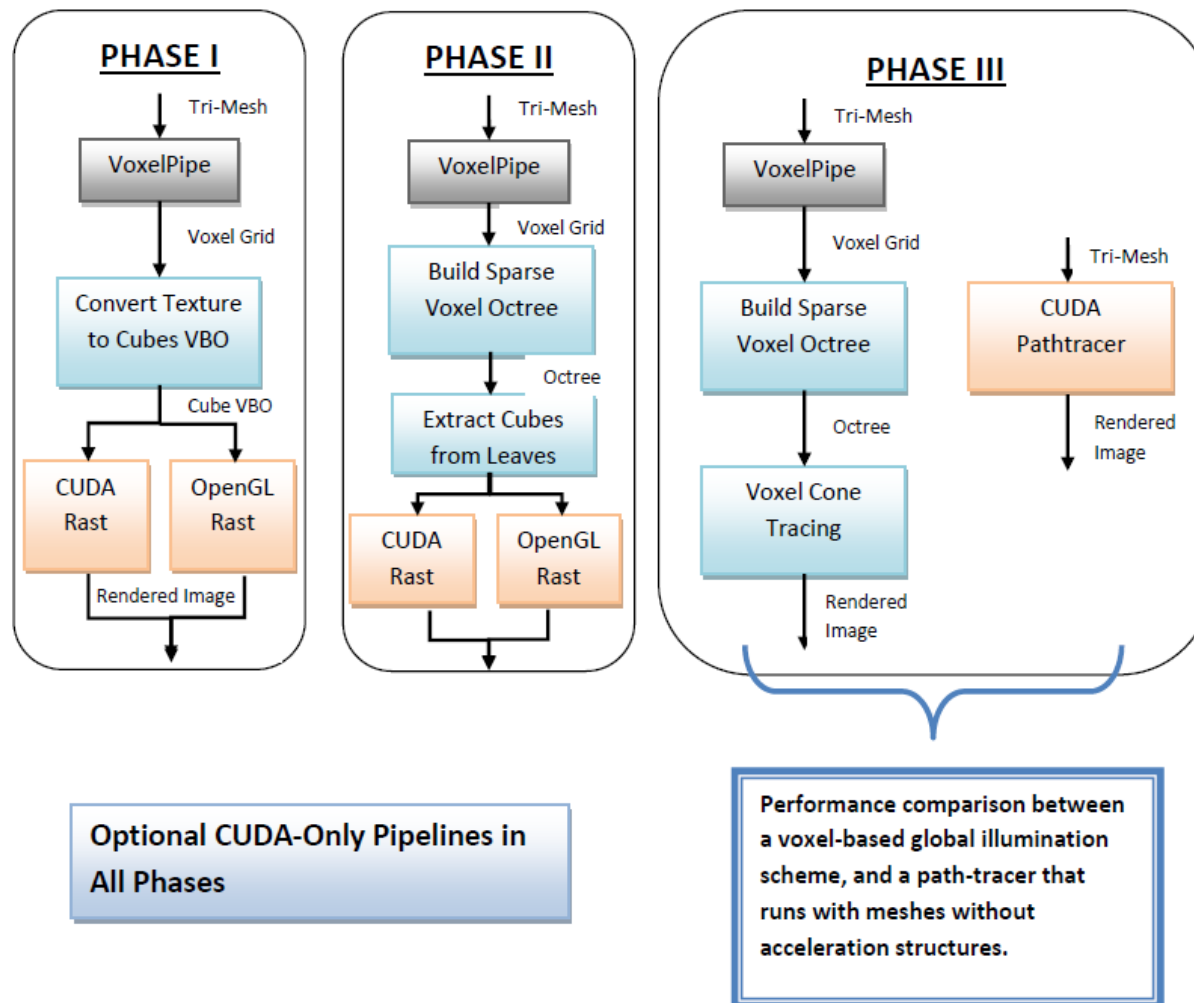 PHASE I
Tri-Mesh
VoxelPipe
Voxel Grid
Convert Texture
to Cubes VBO
Cube VBO
CUDA
Rast
OpenGL
Rast
Rendered Image
PHASE II
Tri-Mesh
VoxelPipe
Voxel Grid
Build Sparse
Voxel Octree
Octree
Extract Cubes
from Leaves
CUDA
Rast
OpenGL
Rast
PHASE III
Tri-Mesh
VoxelPipe
Voxel Grid
Build Sparse
Voxel Octree
Octree
Voxel Cone
Tracing
Rendered
Image
Tri-Mesh
CUDA
Pathtracer
Rendered
Image
Optional CUDA-Only Pipelines in
All Phases
Performance comparison between
a voxel-based global illumination
scheme, and a path-tracer that
runs with meshes without
acceleration structures.